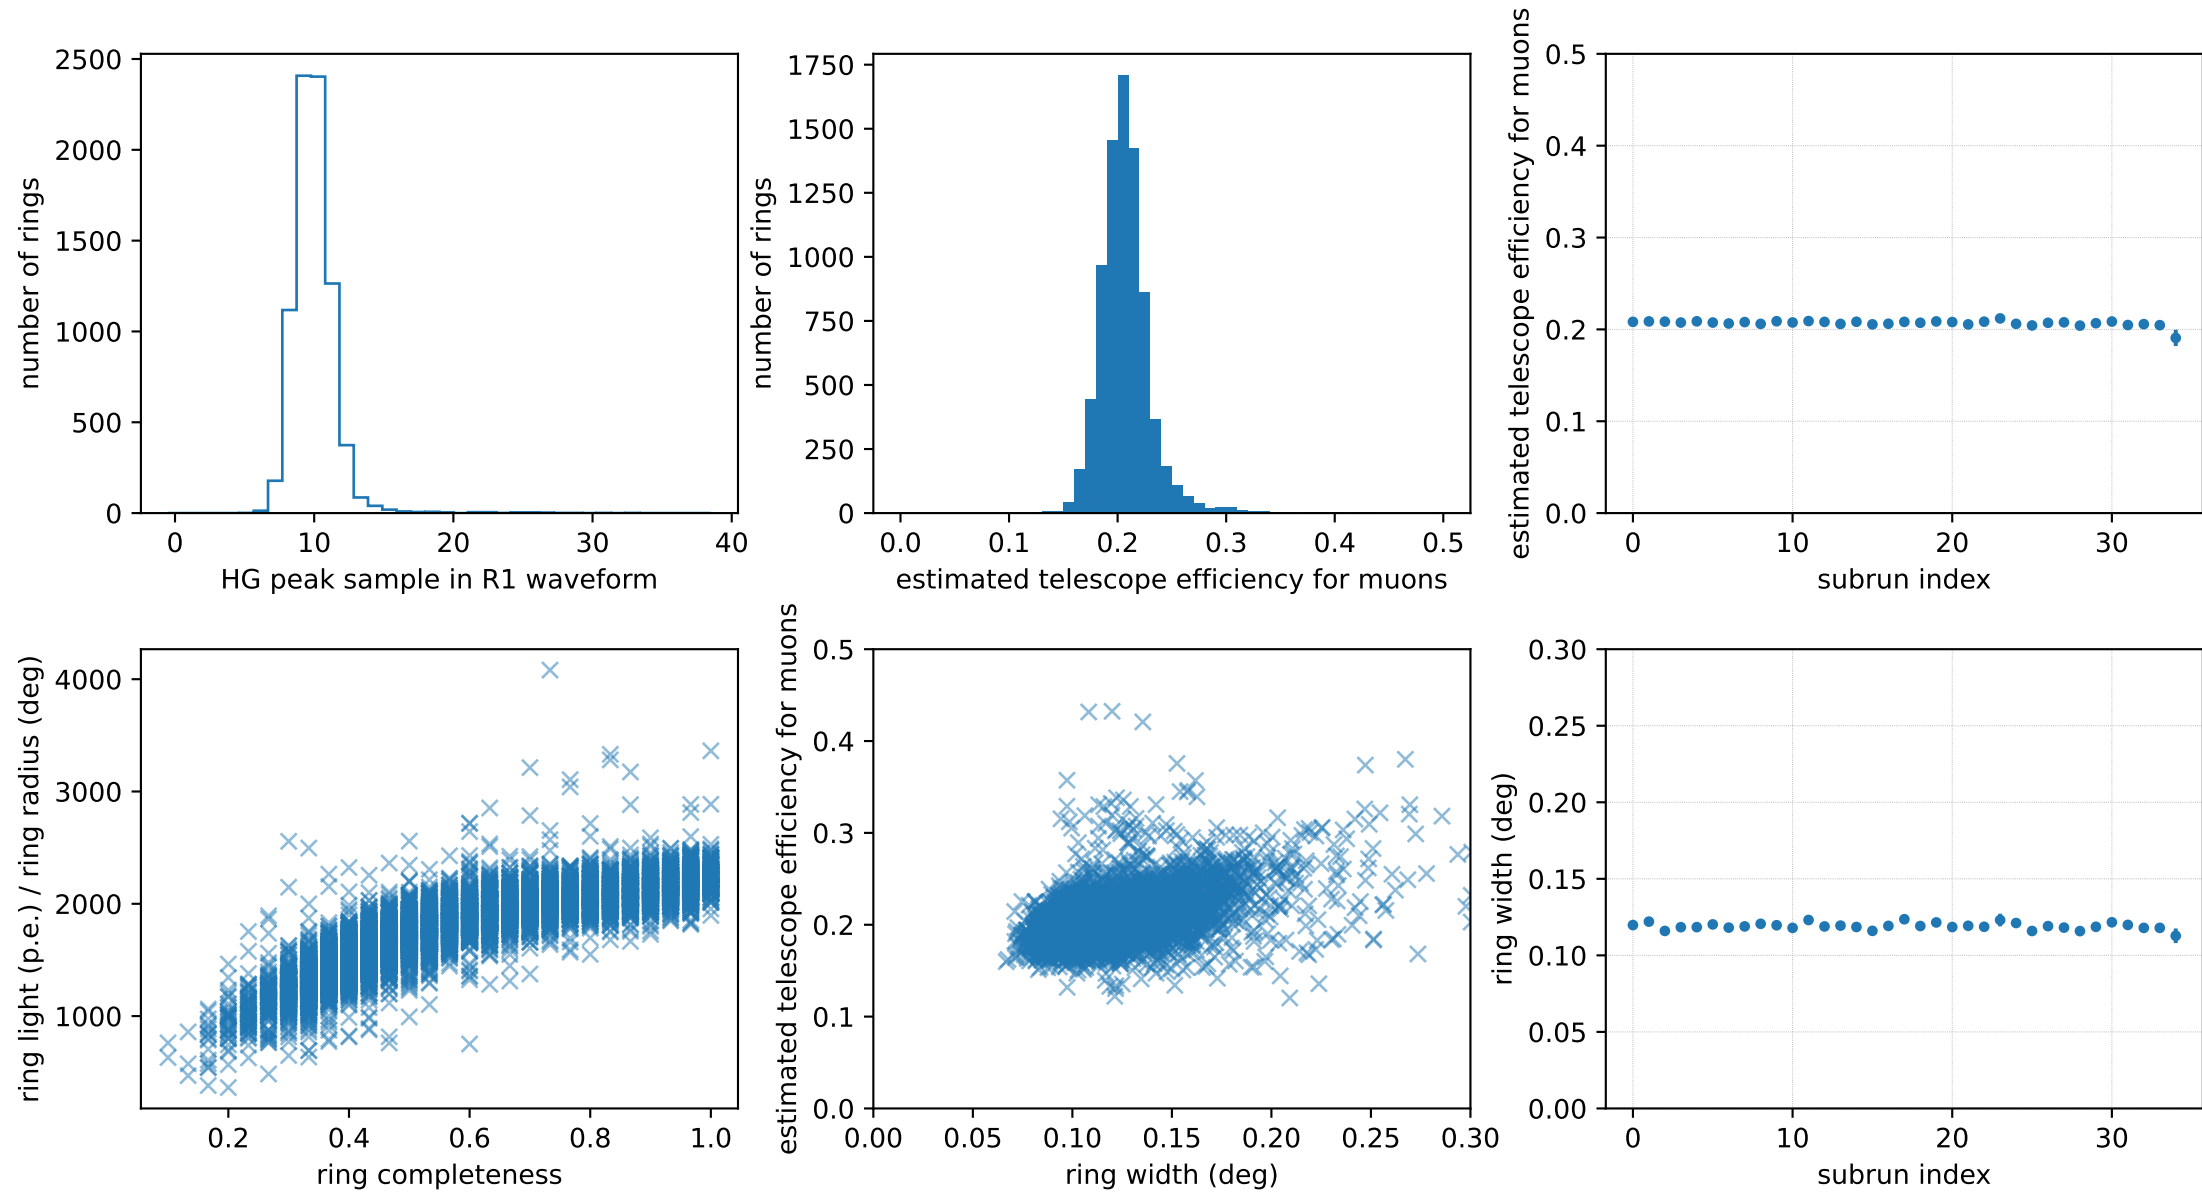 2500
2000
1500
1000
500
0
number of rings
0 10 20 30 40
HG peak sample in R1 waveform
1750
1500
1250
1000
750
500
250
0
number of rings
0.0 0.1 0.2 0.3 0.4 0.5
estimated telescope efficiency for muons
0.5
0.4
0.3
0.2
0.1
0.0
estimated telescope efficiency for muons
0 10 20 30
subrun index
4000
3000
2000
1000
ring light (p.e.) / ring radius (deg)
0.2 0.4 0.6 0.8 1.0
ring completeness
0.5
0.4
0.3
0.2
0.1
0.0
estimated telescope efficiency for muons
0.00 0.05 0.10 0.15 0.20 0.25 0.30
ring width (deg)
0.30
0.25
0.20
0.15
0.10
0.05
0.00
ring width (deg)
0 10 20 30
subrun index